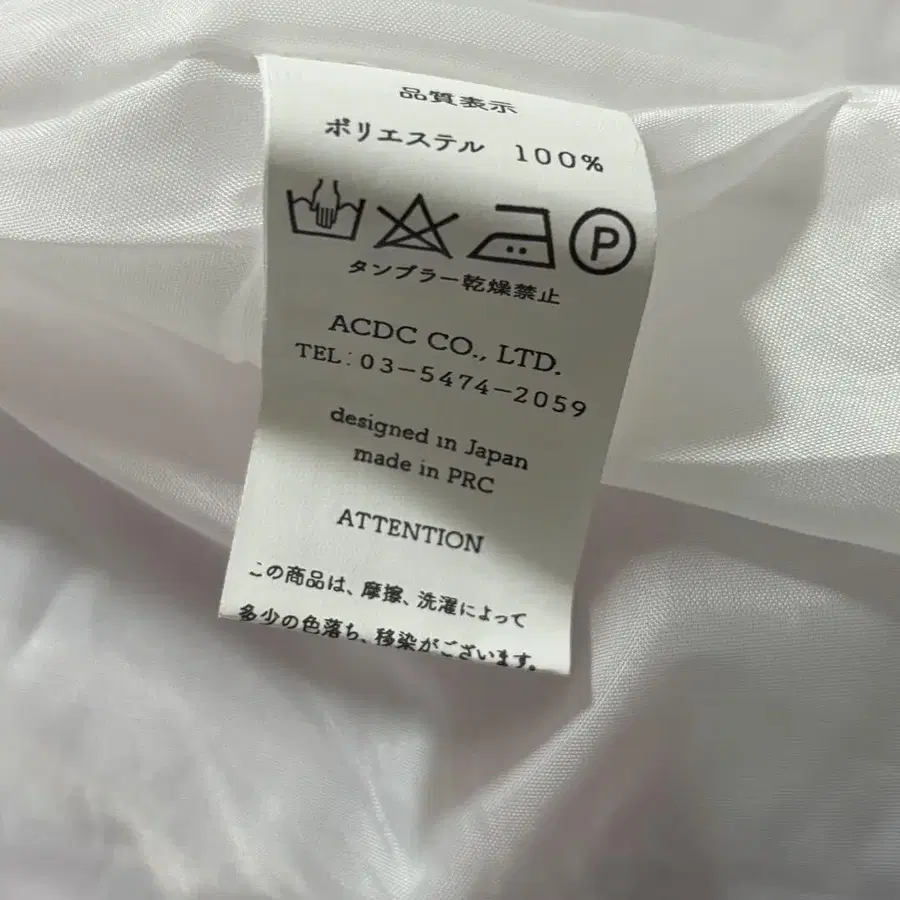 品質表示
ポリエステル 100%
P
タンブラー乾燥禁止
ACDC CO., LTD.
TEL: 03-5474-2059
designed in Japan
made in PRC
ATTENTION
この商品は、摩擦、洗濯によって
多少の色落ち、移染がございます。